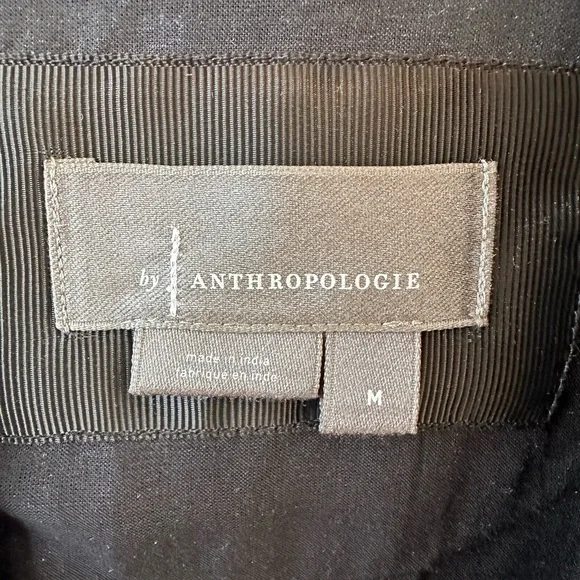 by ANTHROPOLOGIE
made in india
fabriqué en inde
M